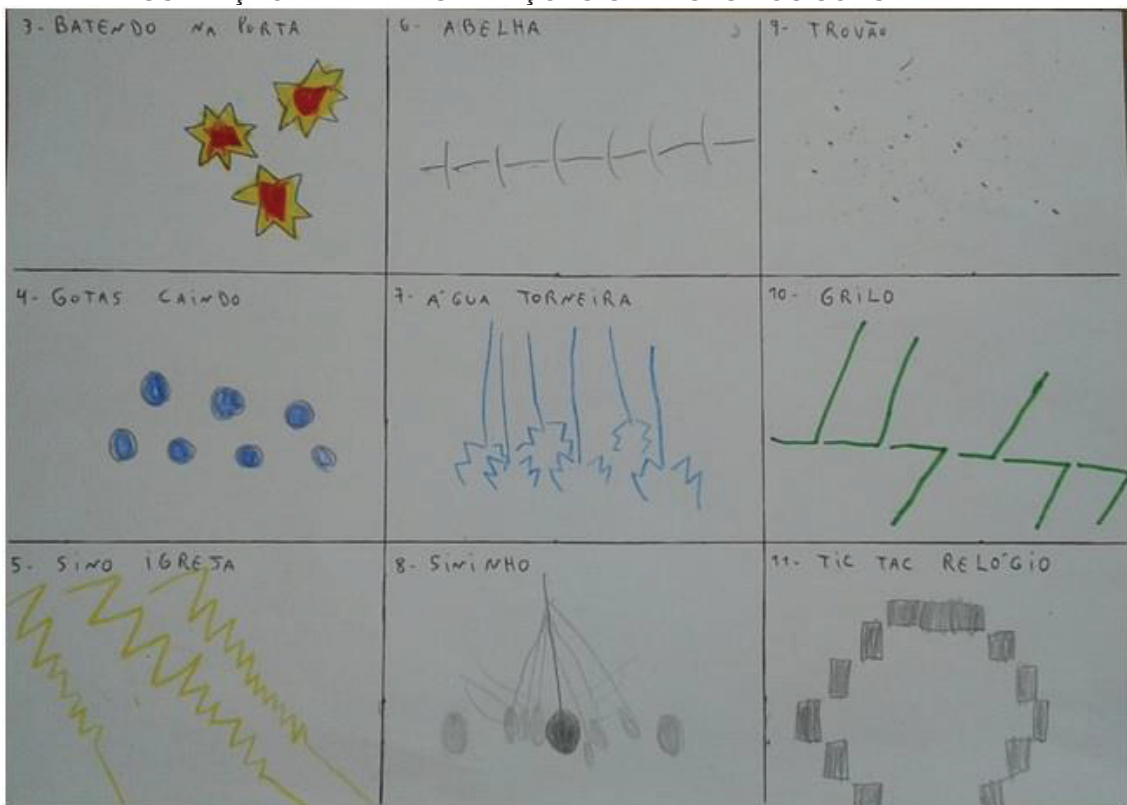 3- BATENDO NA PORTA
6- ABELHA
9- TROVÃO
4- GOTAS CAINDO
7- ÁGUA TORNEIRA
10- GRILO
5- SINO IGREJA
8- SININHO
11- TIC TAC RELÓGIO